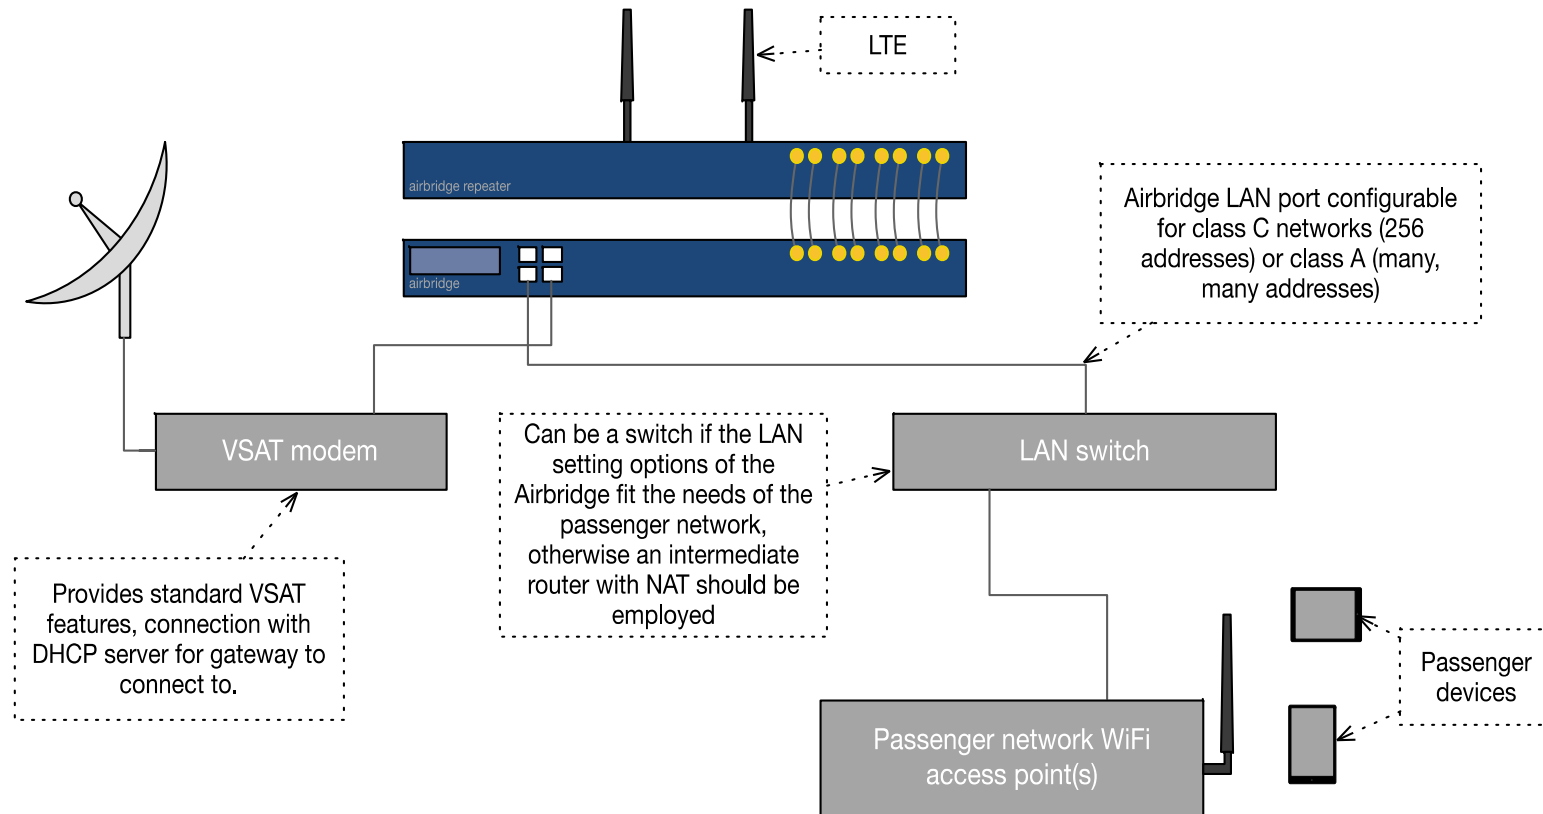 LTE
airbridge repeater
airbridge
Airbridge LAN port configurable
for class C networks (256
addresses) or class A (many,
many addresses)
VSAT modem
Can be a switch if the LAN
setting options of the
Airbridge fit the needs of the
passenger network,
otherwise an intermediate
router with NAT should be
employed
LAN switch
Provides standard VSAT
features, connection with
DHCP server for gateway to
connect to.
Passenger
devices
Passenger network WiFi
access point(s)